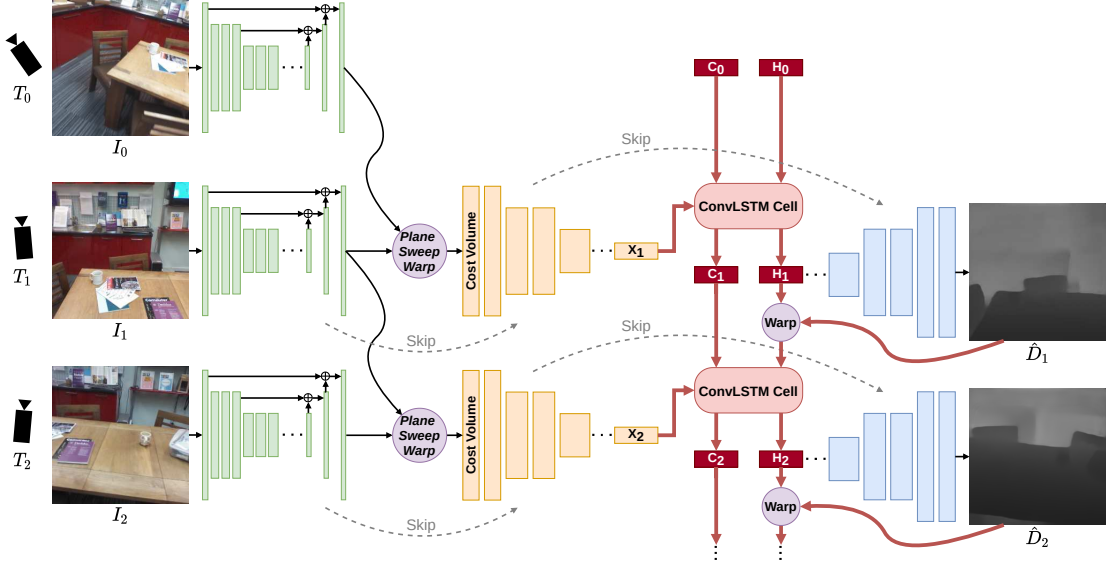 T₀
I₀
C₀
H₀
Skip
ConvLSTM Cell
T₁
I₁
Plane
Sweep
Warp
Cost Volume
X₁
C₁
H₁
Warp
D̂₁
Skip
Skip
ConvLSTM Cell
T₂
I₂
Plane
Sweep
Warp
Cost Volume
X₂
C₂
H₂
Warp
D̂₂
Skip